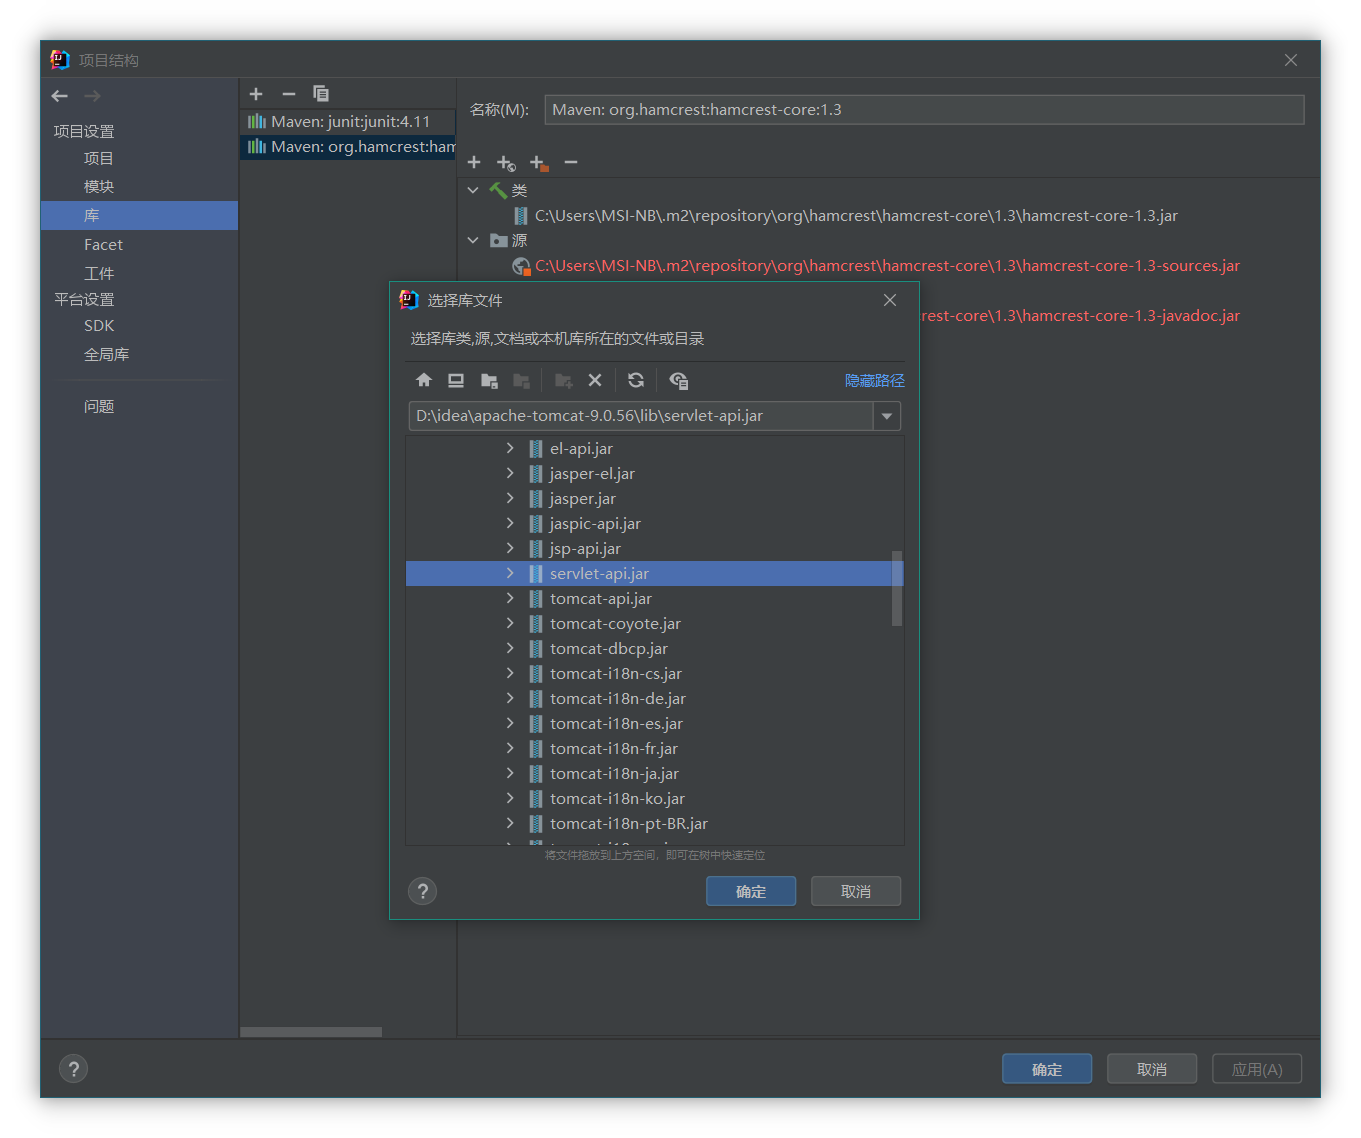 项目结构
项目设置
项目
模块
库
Facet
工件
平台设置
SDK
全局库
问题
Maven: junit:junit:4.11
Maven: org.hamcrest:ham
名称(M):
Maven: org.hamcrest:hamcrest-core:1.3
类
C:\Users\MSI-NB\.m2\repository\org\hamcrest\hamcrest-core\1.3\hamcrest-core-1.3.jar
源
C:\Users\MSI-NB\.m2\repository\org\hamcrest\hamcrest-core\1.3\hamcrest-core-1.3-sources.jar
crest-core\1.3\hamcrest-core-1.3-javadoc.jar
选择库文件
选择库类,源,文档或本机库所在的文件或目录
隐藏路径
D:\idea\apache-tomcat-9.0.56\lib\servlet-api.jar
el-api.jar
jasper-el.jar
jasper.jar
jaspic-api.jar
jsp-api.jar
servlet-api.jar
tomcat-api.jar
tomcat-coyote.jar
tomcat-dbcp.jar
tomcat-i18n-cs.jar
tomcat-i18n-de.jar
tomcat-i18n-es.jar
tomcat-i18n-fr.jar
tomcat-i18n-ja.jar
tomcat-i18n-ko.jar
tomcat-i18n-pt-BR.jar
将文件拖放到上方空间，即可在树中快速定位
?
确定
取消
?
确定
取消
应用(A)